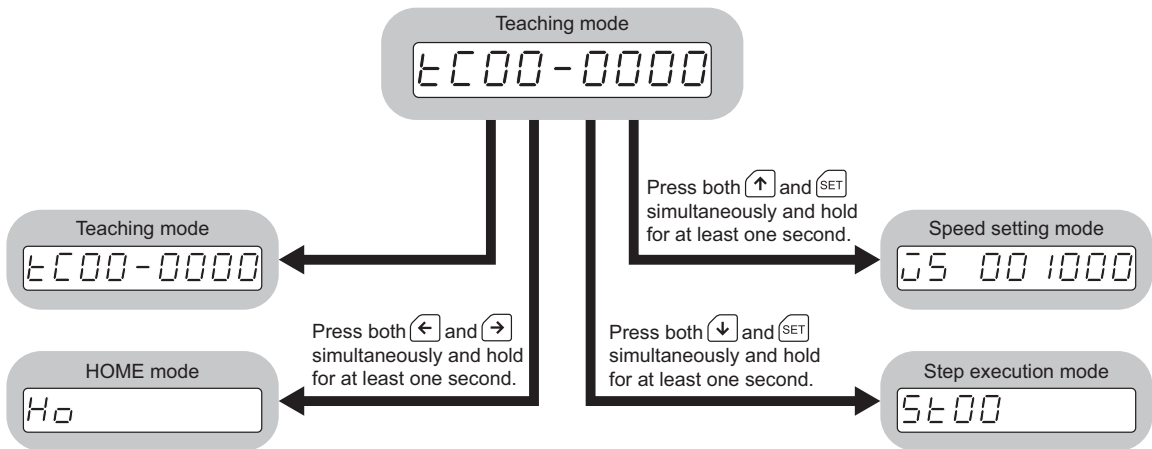 Teaching mode
tC00-0000
Press both ↑ and SET
simultaneously and hold
for at least one second.
Teaching mode
tC00-0000
Speed setting mode
ūS 001000
Press both ← and →
simultaneously and hold
for at least one second.
Press both ↓ and SET
simultaneously and hold
for at least one second.
HOME mode
Ho
Step execution mode
St00